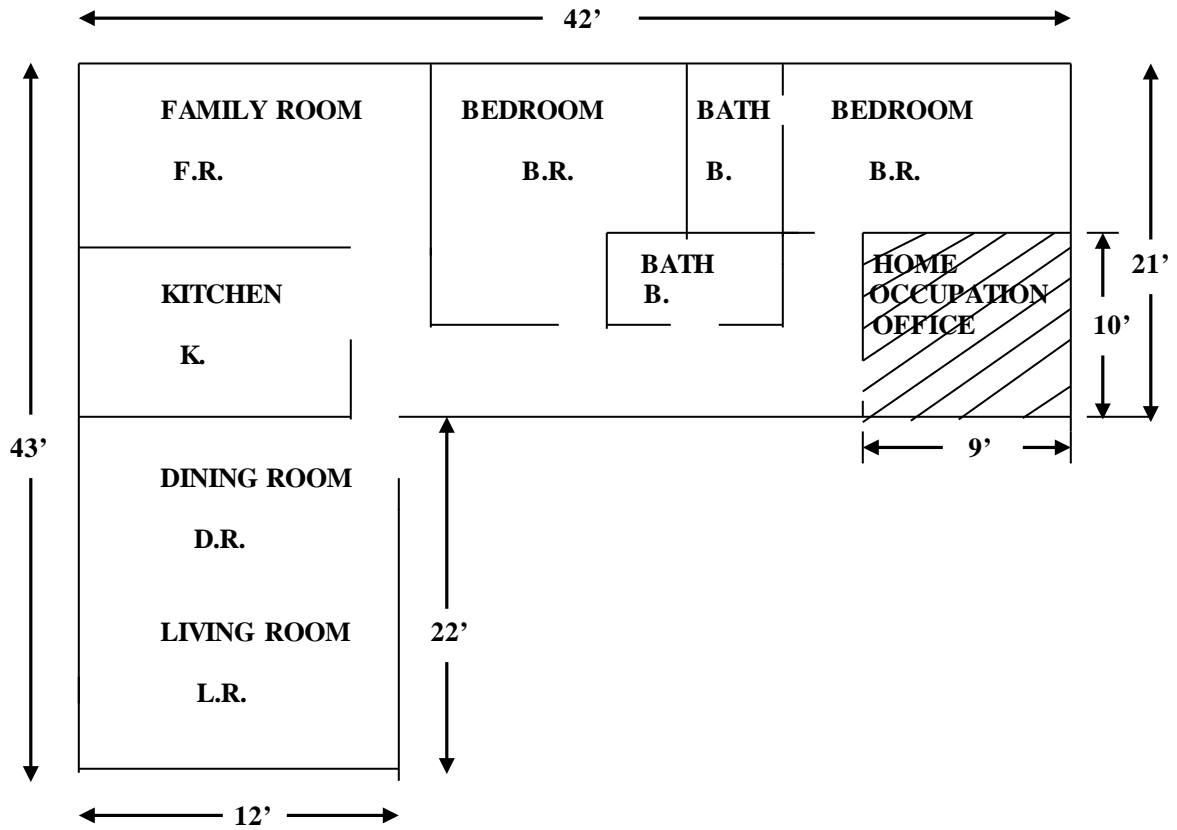 42’
FAMILY ROOM
F.R.
BEDROOM
B.R.
BATH
B.
BEDROOM
B.R.
KITCHEN
K.
BATH
B.
HOME
OCCUPATION
OFFICE
10’
21’
9’
43’
DINING ROOM
D.R.
LIVING ROOM
L.R.
22’
12’